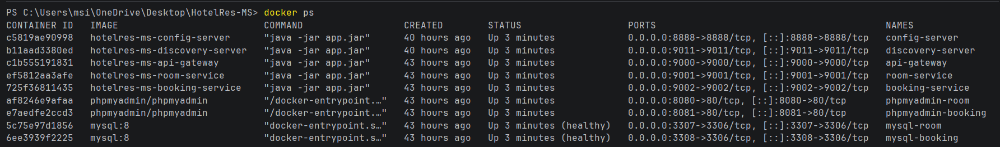 PS C:\Users\msi\OneDrive\Desktop\HotelRes-MS> docker ps
CONTAINER ID   IMAGE                          COMMAND                  CREATED        STATUS                   PORTS                                         NAMES
c5819ae90998   hotelres-ms-config-server      "java -jar app.jar"      40 hours ago   Up 3 minutes             0.0.0.0:8888->8888/tcp, [::]:8888->8888/tcp   config-server
b11aad3380ed   hotelres-ms-discovery-server   "java -jar app.jar"      40 hours ago   Up 3 minutes             0.0.0.0:9011->9011/tcp, [::]:9011->9011/tcp   discovery-server
c1b555191831   hotelres-ms-api-gateway        "java -jar app.jar"      43 hours ago   Up 3 minutes             0.0.0.0:9000->9000/tcp, [::]:9000->9000/tcp   api-gateway
ef5812aa3afe   hotelres-ms-room-service       "java -jar app.jar"      43 hours ago   Up 3 minutes             0.0.0.0:9001->9001/tcp, [::]:9001->9001/tcp   room-service
725f36811435   hotelres-ms-booking-service    "java -jar app.jar"      43 hours ago   Up 3 minutes             0.0.0.0:9002->9002/tcp, [::]:9002->9002/tcp   booking-service
af8246e9afaa   phpmyadmin/phpmyadmin          "/docker-entrypoint.…"   43 hours ago   Up 3 minutes             0.0.0.0:8080->80/tcp, [::]:8080->80/tcp       phpmyadmin-room
e7aedfe2ccd3   phpmyadmin/phpmyadmin          "/docker-entrypoint.…"   43 hours ago   Up 3 minutes             0.0.0.0:8081->80/tcp, [::]:8081->80/tcp       phpmyadmin-booking
5c75e97d1856   mysql:8                        "docker-entrypoint.s…"   43 hours ago   Up 3 minutes (healthy)   0.0.0.0:3307->3306/tcp, [::]:3307->3306/tcp   mysql-room
6ee3939f2225   mysql:8                        "docker-entrypoint.s…"   43 hours ago   Up 3 minutes (healthy)   0.0.0.0:3308->3306/tcp, [::]:3308->3306/tcp   mysql-booking